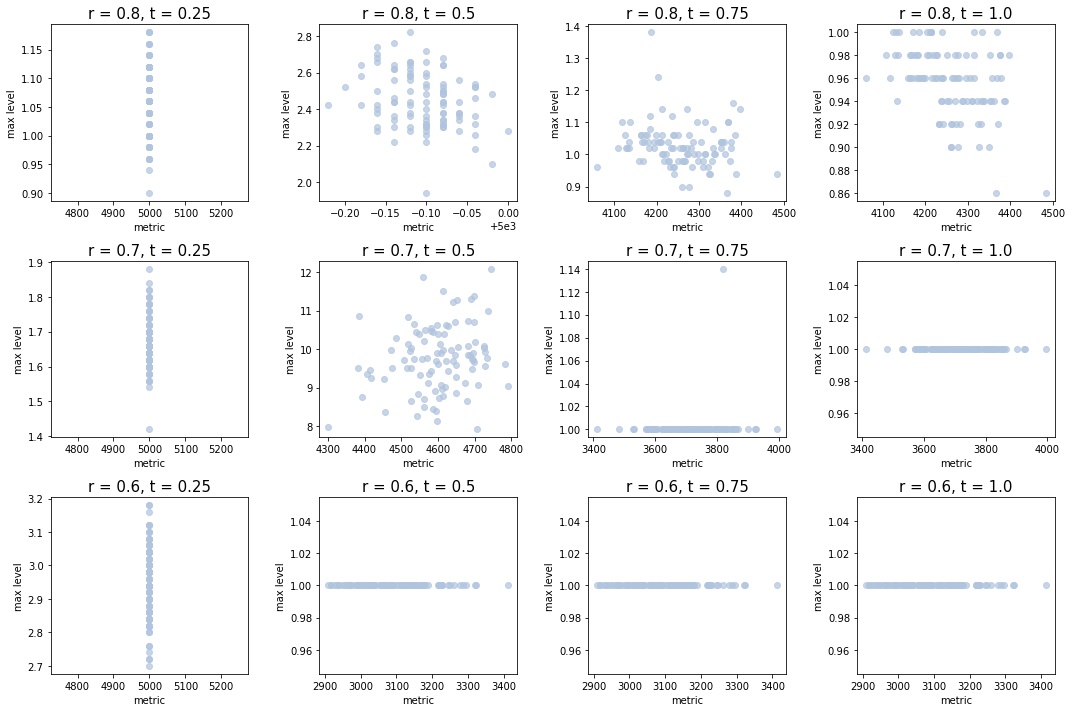 r = 0.8, t = 0.25
1.15
1.10
1.05
1.00
0.95
0.90
max level
4800 4900 5000 5100 5200
metric
r = 0.8, t = 0.5
2.8
2.6
2.4
2.2
2.0
max level
−0.20 −0.15 −0.10 −0.05 0.00
metric
+5e3
r = 0.8, t = 0.75
1.4
1.3
1.2
1.1
1.0
0.9
max level
4100 4200 4300 4400 4500
metric
r = 0.8, t = 1.0
1.00
0.98
0.96
0.94
0.92
0.90
0.88
0.86
max level
4100 4200 4300 4400 4500
metric
r = 0.7, t = 0.25
1.9
1.8
1.7
1.6
1.5
1.4
max level
4800 4900 5000 5100 5200
metric
r = 0.7, t = 0.5
12
11
10
9
8
max level
4300 4400 4500 4600 4700 4800
metric
r = 0.7, t = 0.75
1.14
1.12
1.10
1.08
1.06
1.04
1.02
1.00
max level
3400 3600 3800 4000
metric
r = 0.7, t = 1.0
1.04
1.02
1.00
0.98
0.96
max level
3400 3600 3800 4000
metric
r = 0.6, t = 0.25
3.2
3.1
3.0
2.9
2.8
2.7
max level
4800 4900 5000 5100 5200
metric
r = 0.6, t = 0.5
1.04
1.02
1.00
0.98
0.96
max level
2900 3000 3100 3200 3300 3400
metric
r = 0.6, t = 0.75
1.04
1.02
1.00
0.98
0.96
max level
2900 3000 3100 3200 3300 3400
metric
r = 0.6, t = 1.0
1.04
1.02
1.00
0.98
0.96
max level
2900 3000 3100 3200 3300 3400
metric